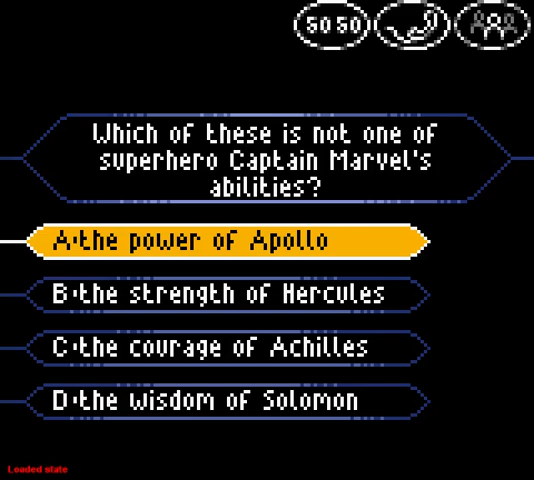 50 50
Which of these is not one of
superhero Captain Marvel's
abilities?
A·the power of Apollo
B·the strength of Hercules
C·the courage of Achilles
D·the wisdom of Solomon
Loaded state